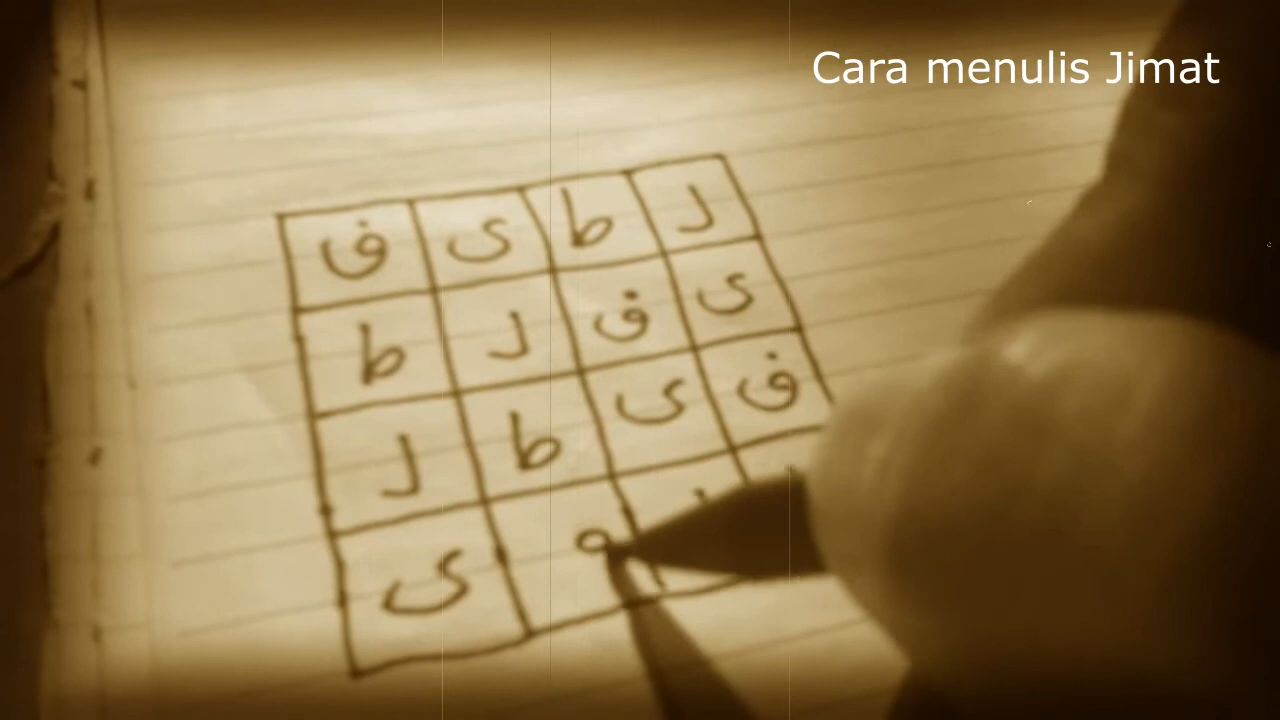 Cara menulis Jimat
ل ط ى ف
ى ف ل ط
ف ى ط ل
ى